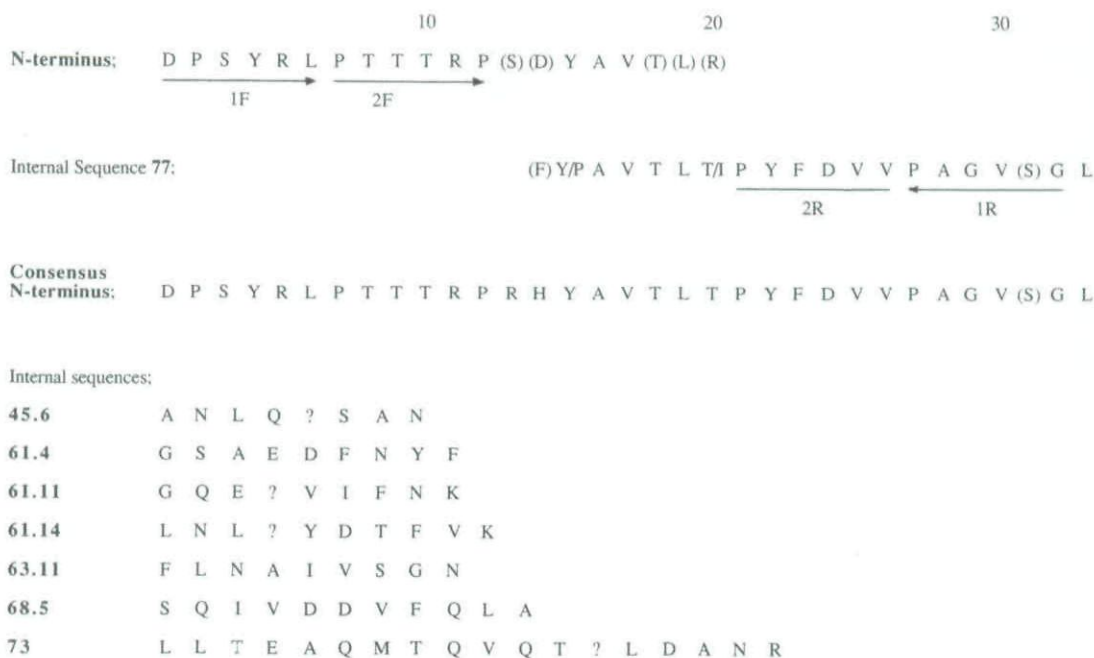 10 20 30
N-terminus; D P S Y R L P T T T R P (S) (D) Y A V (T) (L) (R)
1F 2F
Internal Sequence 77; (F) Y/P A V T L T/I P Y F D V V P A G V (S) G L
2R 1R
Consensus
N-terminus; D P S Y R L P T T T R P R H Y A V T L T P Y F D V V P A G V (S) G L
Internal sequences;
45.6 A N L Q ? S A N
61.4 G S A E D F N Y F
61.11 G Q E ? V I F N K
61.14 L N L ? Y D T F V K
63.11 F L N A I V S G N
68.5 S Q I V D D V F Q L A
73 L L T E A Q M T Q V Q T ? L D A N R